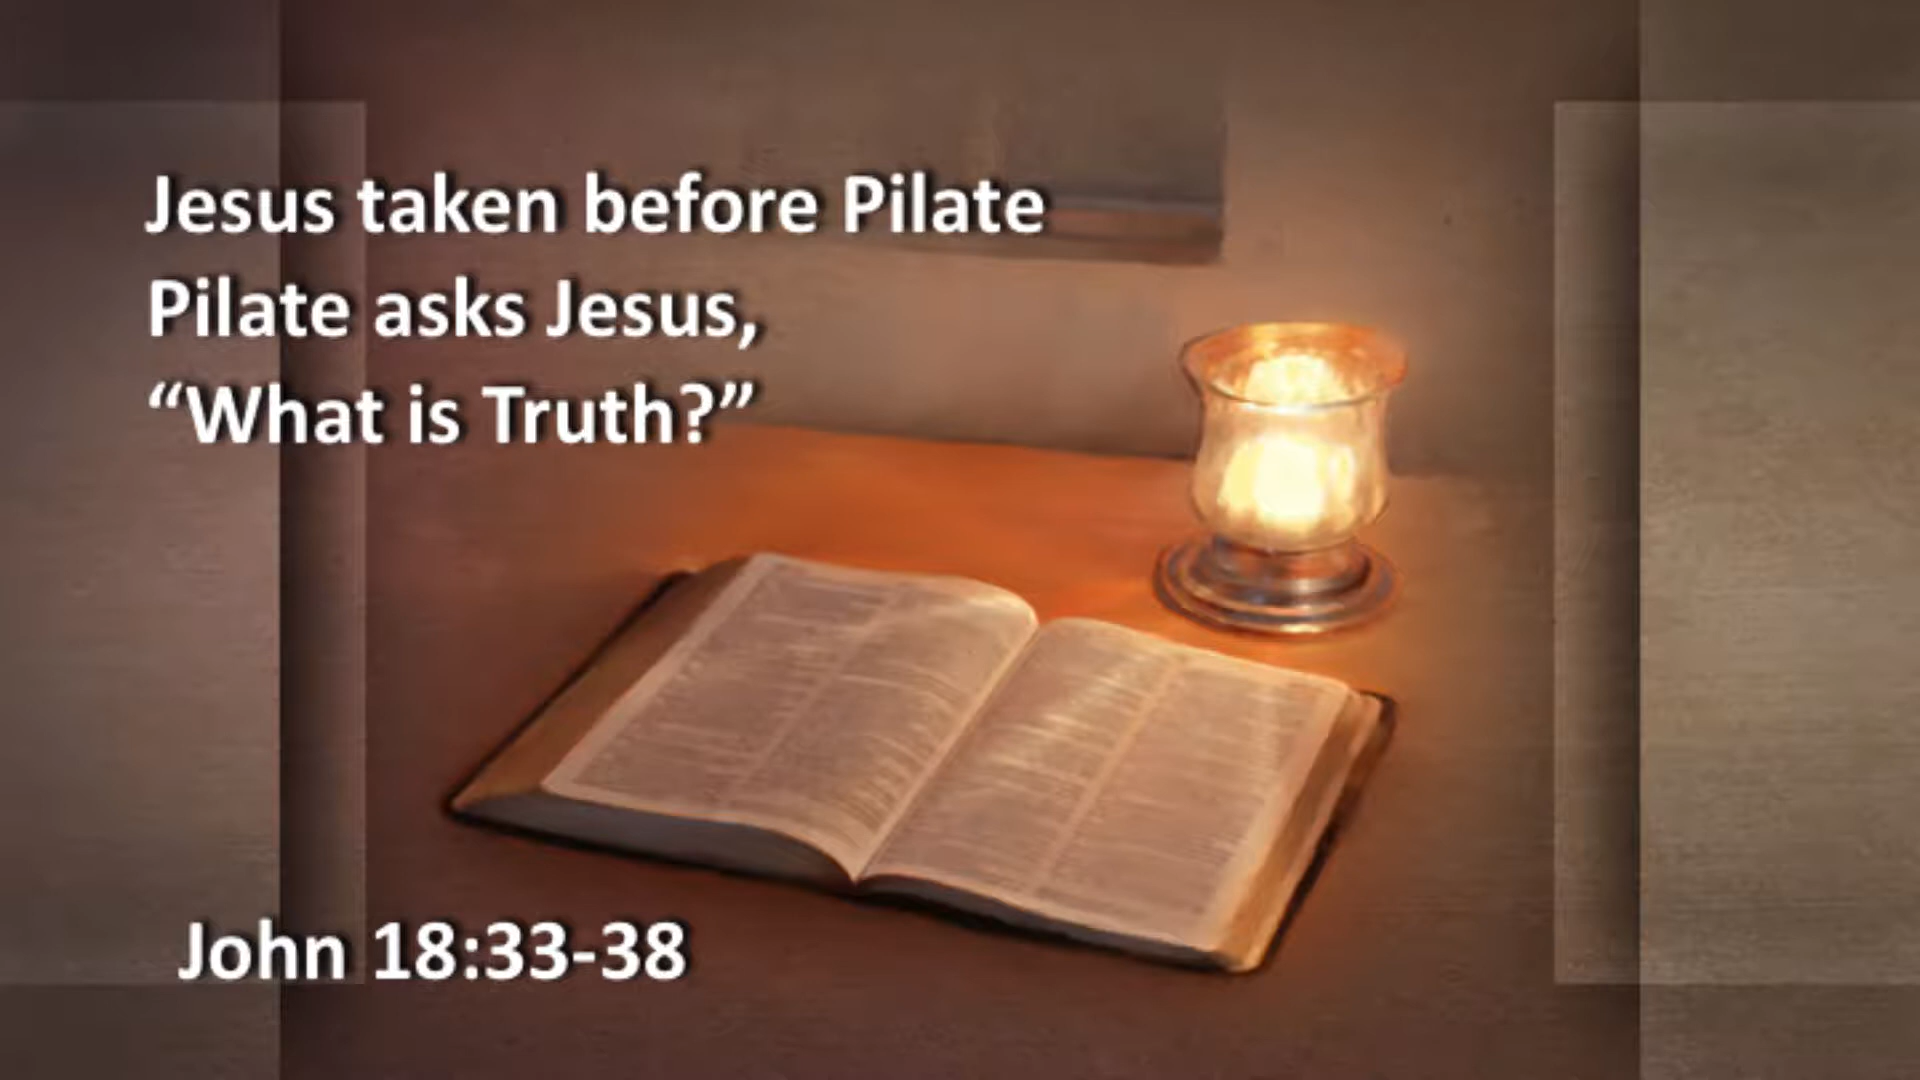 Jesus taken before Pilate
Pilate asks Jesus,
“What is Truth?”
John 18:33-38